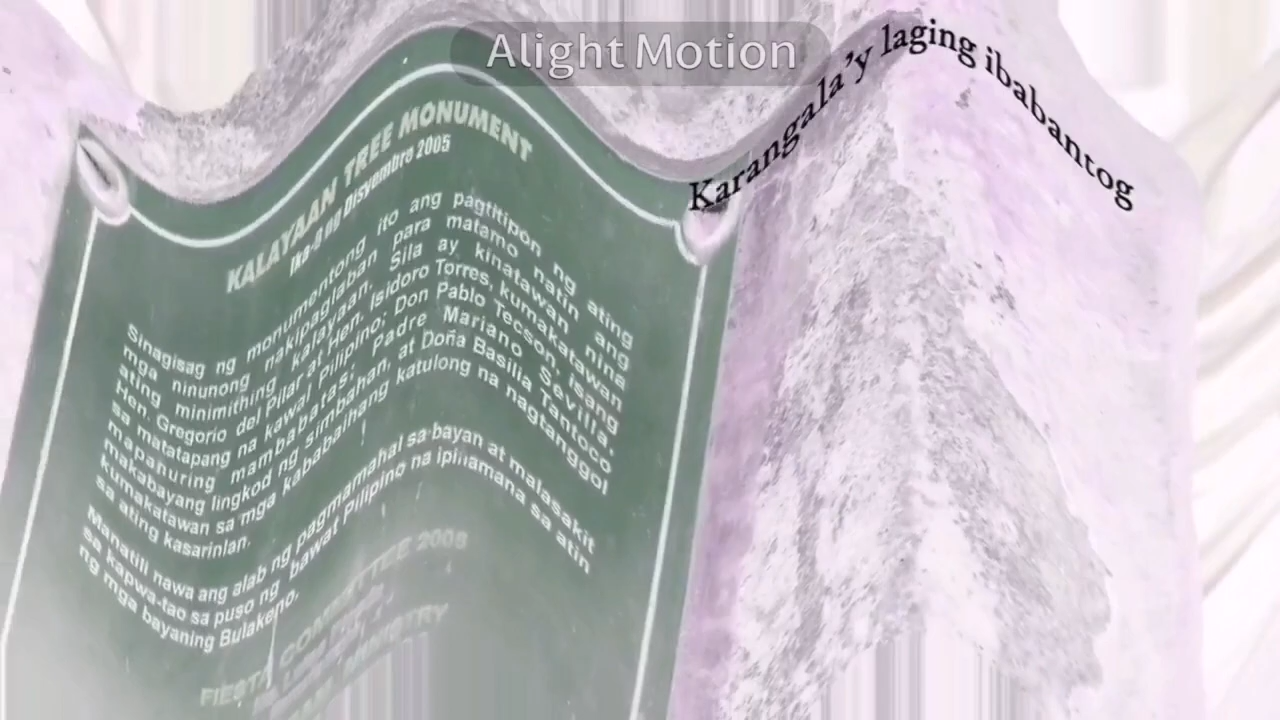 Alight Motion
Karangala'y laging ibabantog
KALAYAAN TREE MONUMENT
Ika-8 ng Disyembre 2005
Sinagisag ng monumentong ito ang pagtitipon ng ating
mga ninunong nakipaglaban para matamo natin ang
ating minimithing kalayaan. Sila ay kinatawan nina
Hen. Gregorio del Pilar at Hen. Isidoro Torres, kumakatawan
sa matatapang na kawal Pilipino; Don Pablo Tecson, isang
mapanuring mambabatas; Padre Mariano Sevilla,
makabayang lingkod ng simbahan, at Doña Basilia Tantoco
kumakatawan sa mga kababaihang katulong na nagtanggol
sa ating kasarinlan.
Manatili nawa ang alab ng pagmamahal sa bayan at malasakit
sa kapwa-tao sa puso ng bawat Pilipino na ipinamana sa atin
ng mga bayaning Bulakeño.
FIESTA COMMITTEE 2008